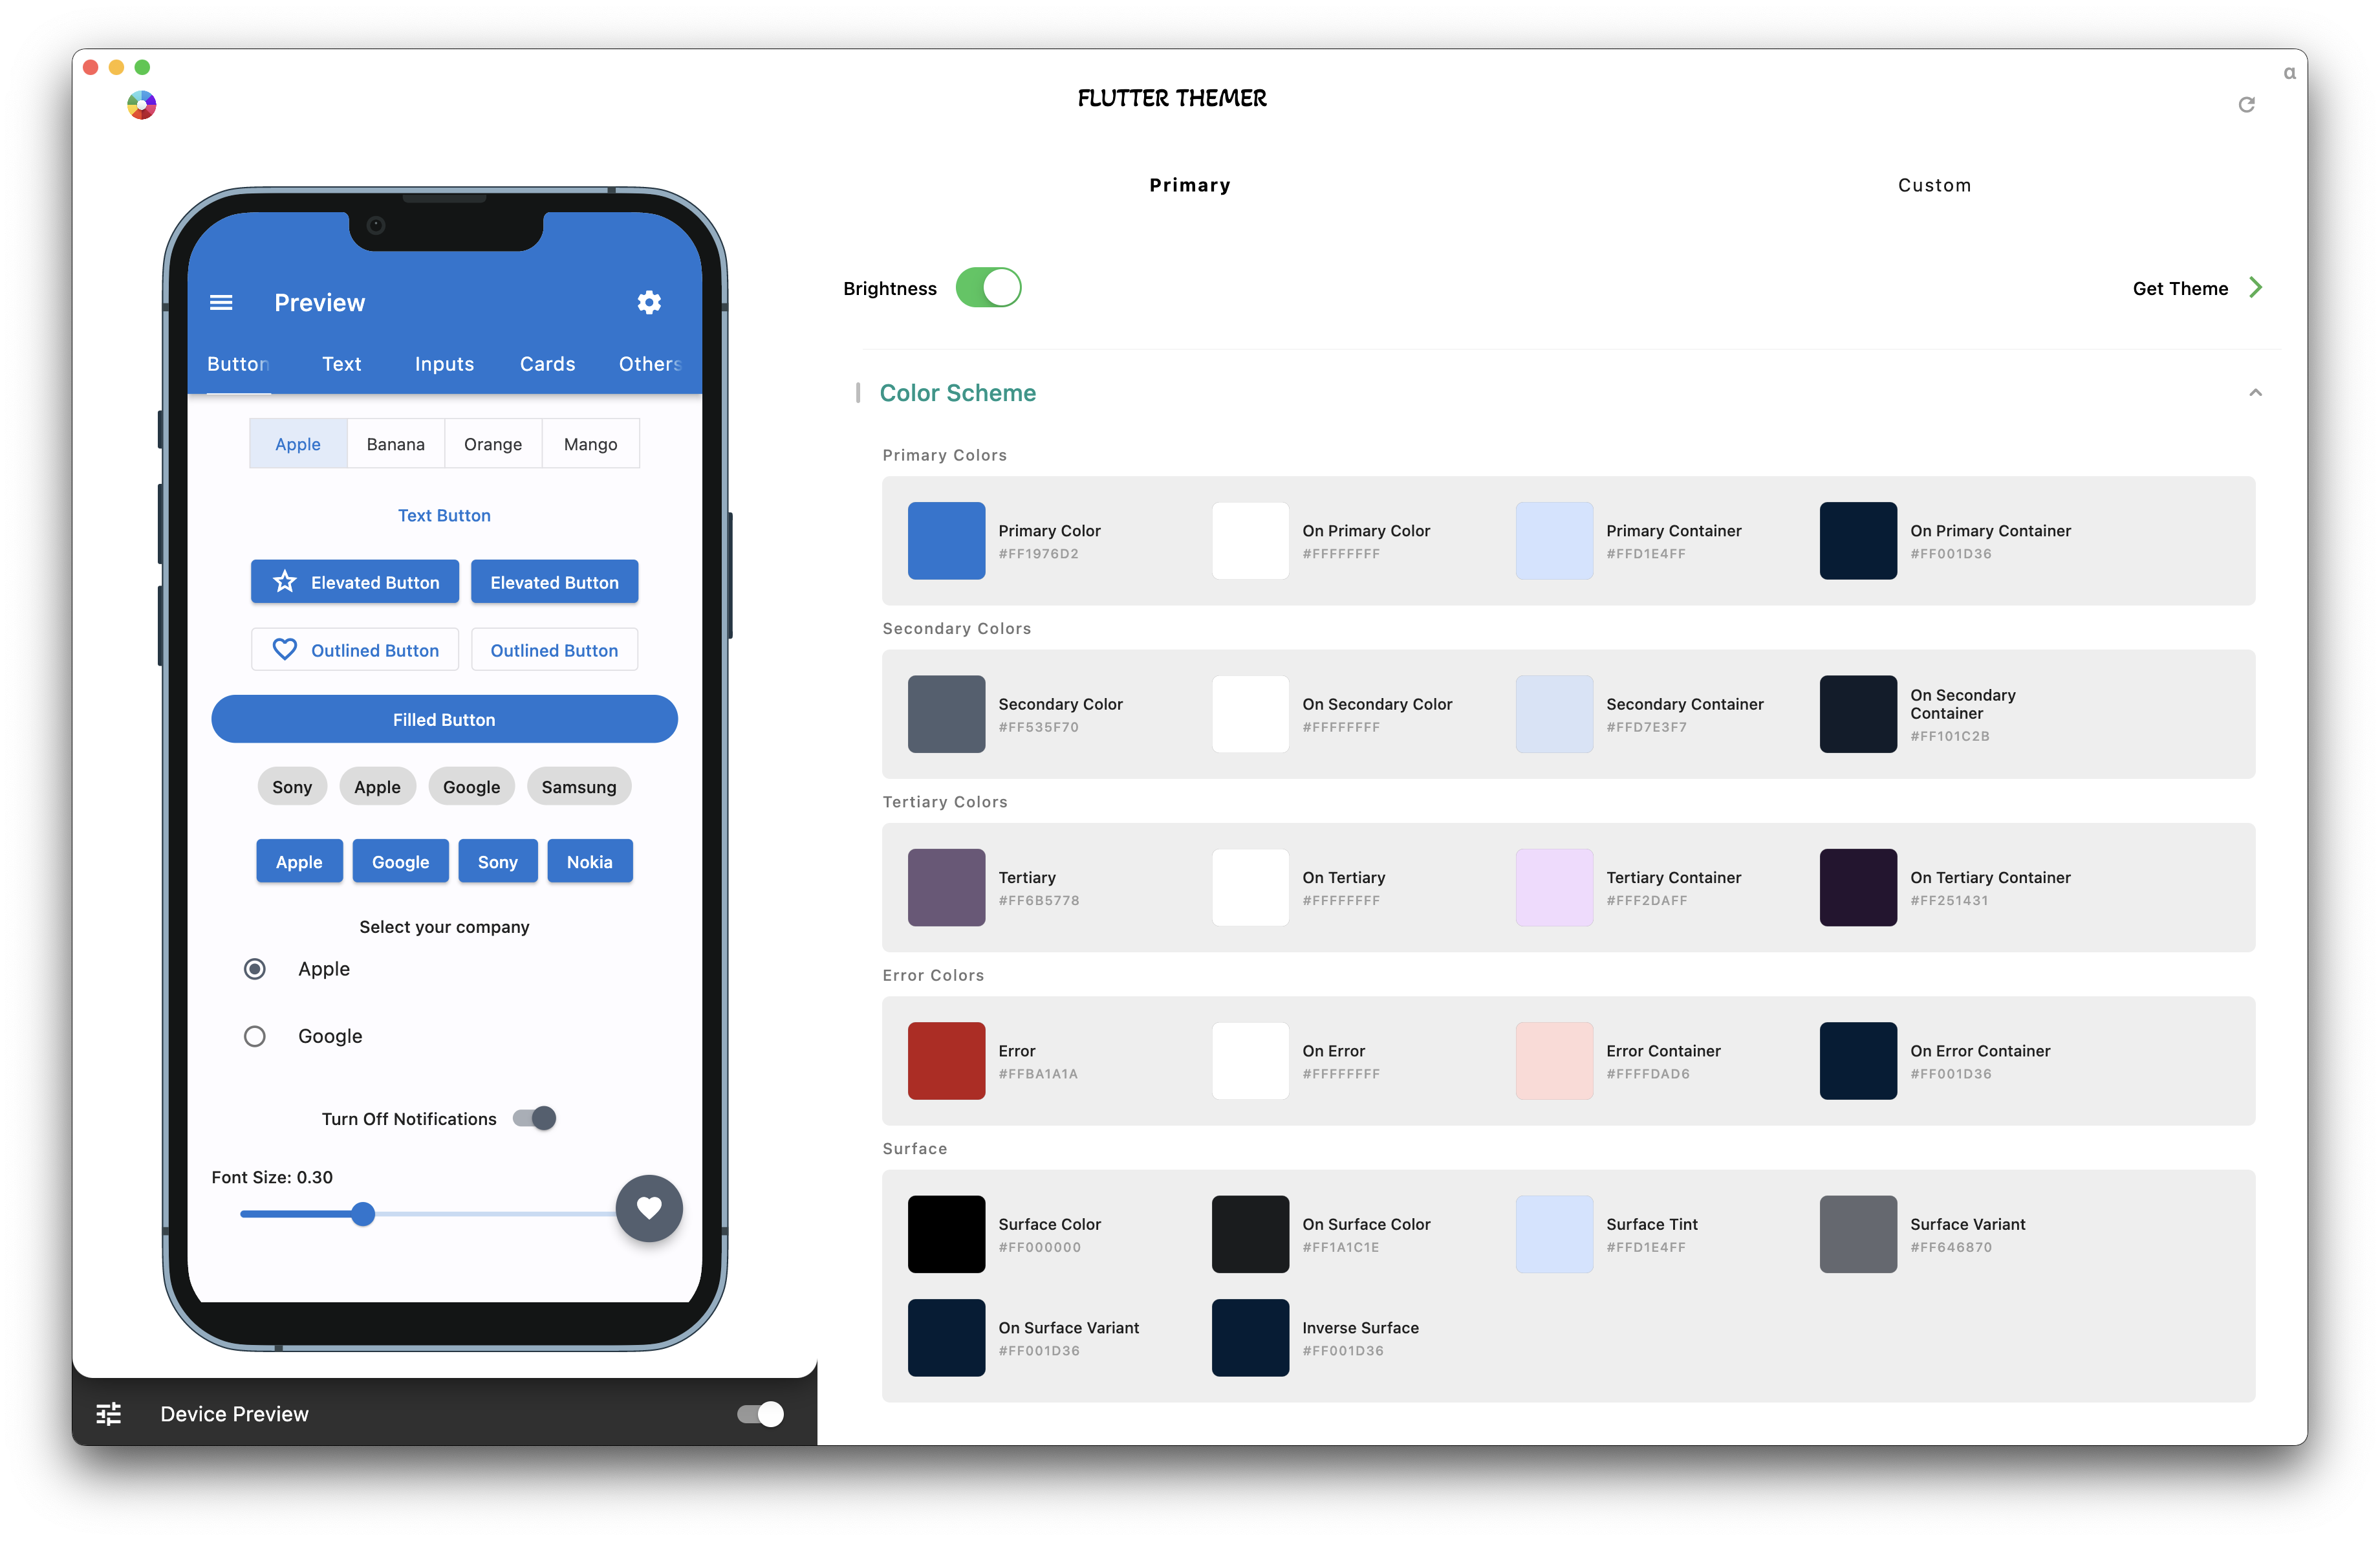 α
FLUTTER THEMER
Primary
Custom
Brightness
Get Theme
Preview
Button
Text
Inputs
Cards
Others
Apple
Banana
Orange
Mango
Text Button
Elevated Button
Elevated Button
Outlined Button
Outlined Button
Filled Button
Sony
Apple
Google
Samsung
Apple
Google
Sony
Nokia
Select your company
Apple
Google
Turn Off Notifications
Font Size: 0.30
Device Preview
Color Scheme
Primary Colors
Primary Color
#FF1976D2
On Primary Color
#FFFFFFFF
Primary Container
#FFD1E4FF
On Primary Container
#FF001D36
Secondary Colors
Secondary Color
#FF535F70
On Secondary Color
#FFFFFFFF
Secondary Container
#FFD7E3F7
On Secondary
Container
#FF101C2B
Tertiary Colors
Tertiary
#FF6B5778
On Tertiary
#FFFFFFFF
Tertiary Container
#FFF2DAFF
On Tertiary Container
#FF251431
Error Colors
Error
#FFBA1A1A
On Error
#FFFFFFFF
Error Container
#FFFFDAD6
On Error Container
#FF001D36
Surface
Surface Color
#FF000000
On Surface Color
#FF1A1C1E
Surface Tint
#FFD1E4FF
Surface Variant
#FF646870
On Surface Variant
#FF001D36
Inverse Surface
#FF001D36